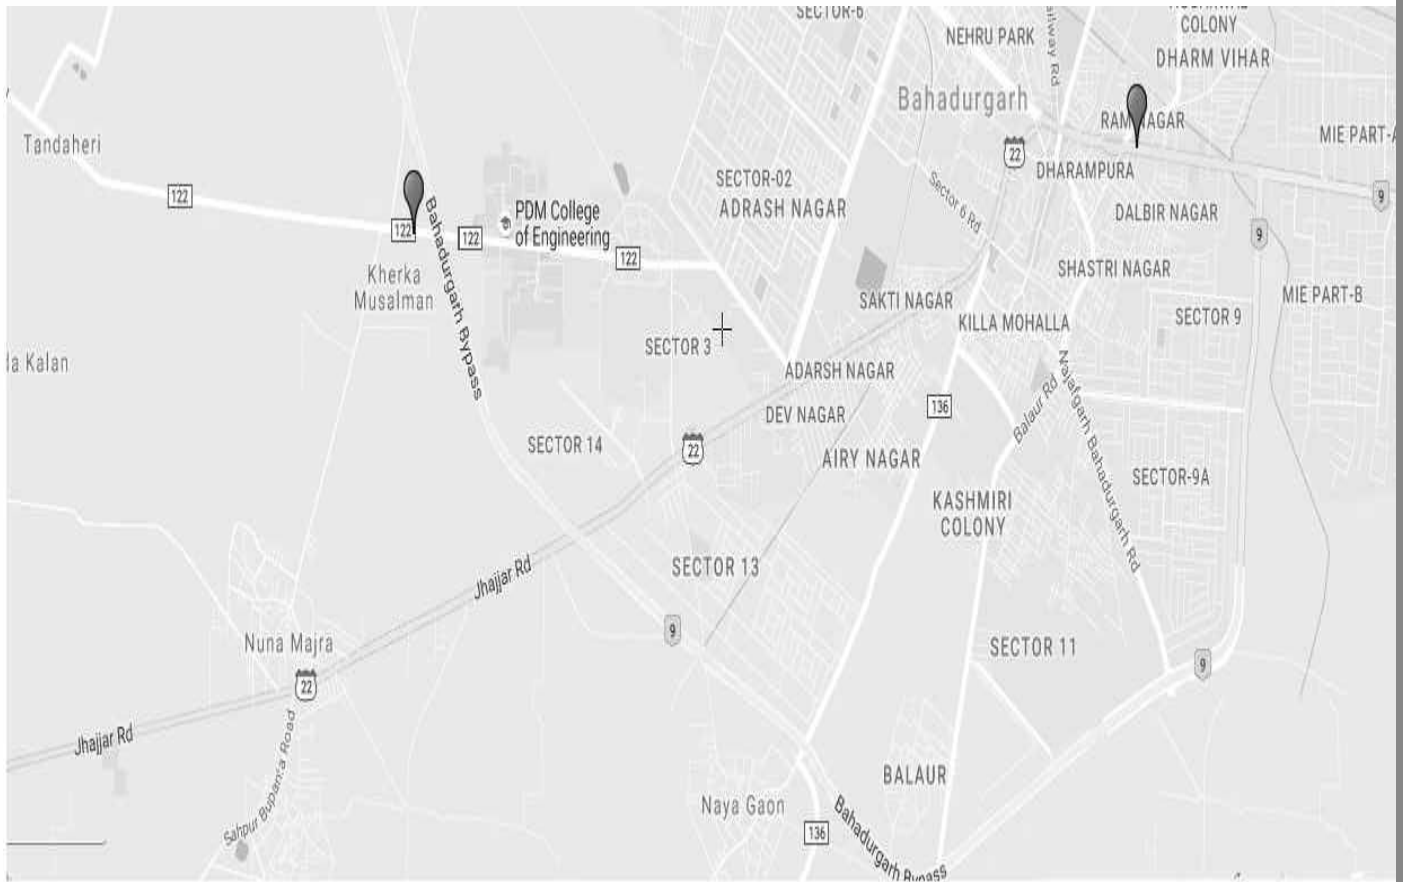 SECTOR-6
COLONY
NEHRU PARK
DHARM VIHAR
Bahadurgarh
RAM NAGAR
MIE PART-A
Tandaheri
22
DHARAMPURA
SECTOR-02
ADRASH NAGAR
122
9
Sector 6 Rd
DALBIR NAGAR
PDM College
of Engineering
122
122
122
9
Kherka
Musalman
Bahadurgarh Bypass
SHASTRI NAGAR
SAKTI NAGAR
MIE PART-B
KILLA MOHALLA
SECTOR 9
SECTOR 3
Kalan
ADARSH NAGAR
DEV NAGAR
136
Balaur Rd
Najafgarh Bahadurgarh Rd
SECTOR 14
22
AIRY NAGAR
SECTOR-9A
KASHMIRI
COLONY
SECTOR 13
Jhajjar Rd
9
Nuna Majra
SECTOR 11
9
22
Jhajjar Rd
Sahpur Bupania Road
BALAUR
Naya Gaon
136
Bahadurgarh Bypass